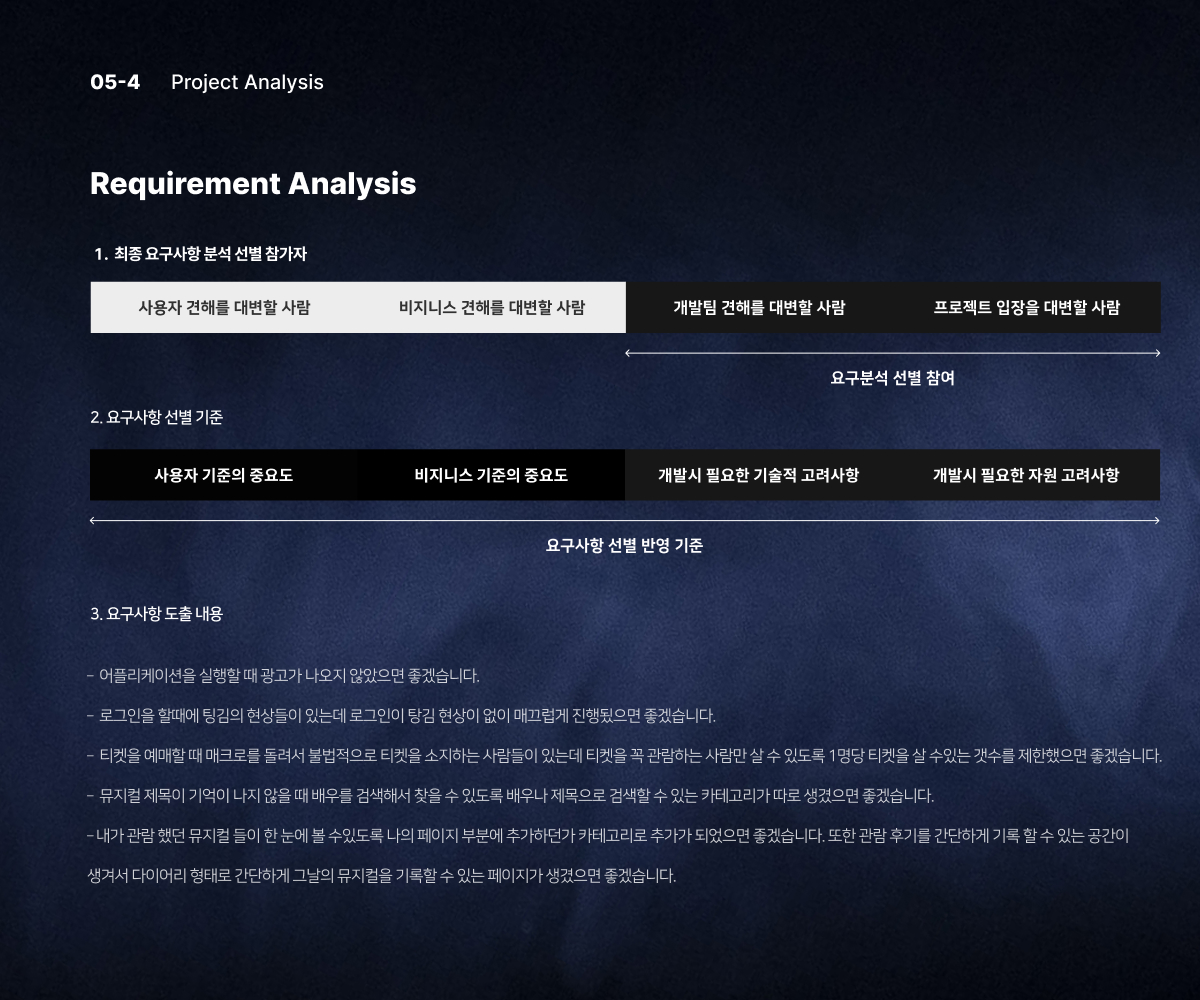 05-4 Project Analysis
Requirement Analysis
1. 최종 요구사항 분석 선별 참가자
사용자 견해를 대변할 사람 비지니스 견해를 대변할 사람 개발팀 견해를 대변할 사람 프로젝트 입장을 대변할 사람
요구분석 선별 참여
2. 요구사항 선별 기준
사용자 기준의 중요도 비지니스 기준의 중요도 개발시 필요한 기술적 고려사항 개발시 필요한 자원 고려사항
요구사항 선별 반영 기준
3. 요구사항 도출 내용
- 어플리케이션을 실행할 때 광고가 나오지 않았으면 좋겠습니다.
- 로그인을 할때에 팅김의 현상들이 있는데 로그인이 탕김 현상이 없이 매끄럽게 진행됬으면 좋겠습니다.
- 티켓을 예매할 때 매크로를 돌려서 불법적으로 티켓을 소지하는 사람들이 있는데 티켓을 꼭 관람하는 사람만 살 수 있도록 1명당 티켓을 살 수있는 갯수를 제한했으면 좋겠습니다.
- 뮤지컬 제목이 기억이 나지 않을 때 배우를 검색해서 찾을 수 있도록 배우나 제목으로 검색할 수 있는 카테고리가 따로 생겼으면 좋겠습니다.
- 내가 관람 했던 뮤지컬 들이 한 눈에 볼 수있도록 나의 페이지 부분에 추가하던가 카테고리로 추가가 되었으면 좋겠습니다. 또한 관람 후기를 간단하게 기록 할 수 있는 공간이
생겨서 다이어리 형태로 간단하게 그날의 뮤지컬을 기록할 수 있는 페이지가 생겼으면 좋겠습니다.